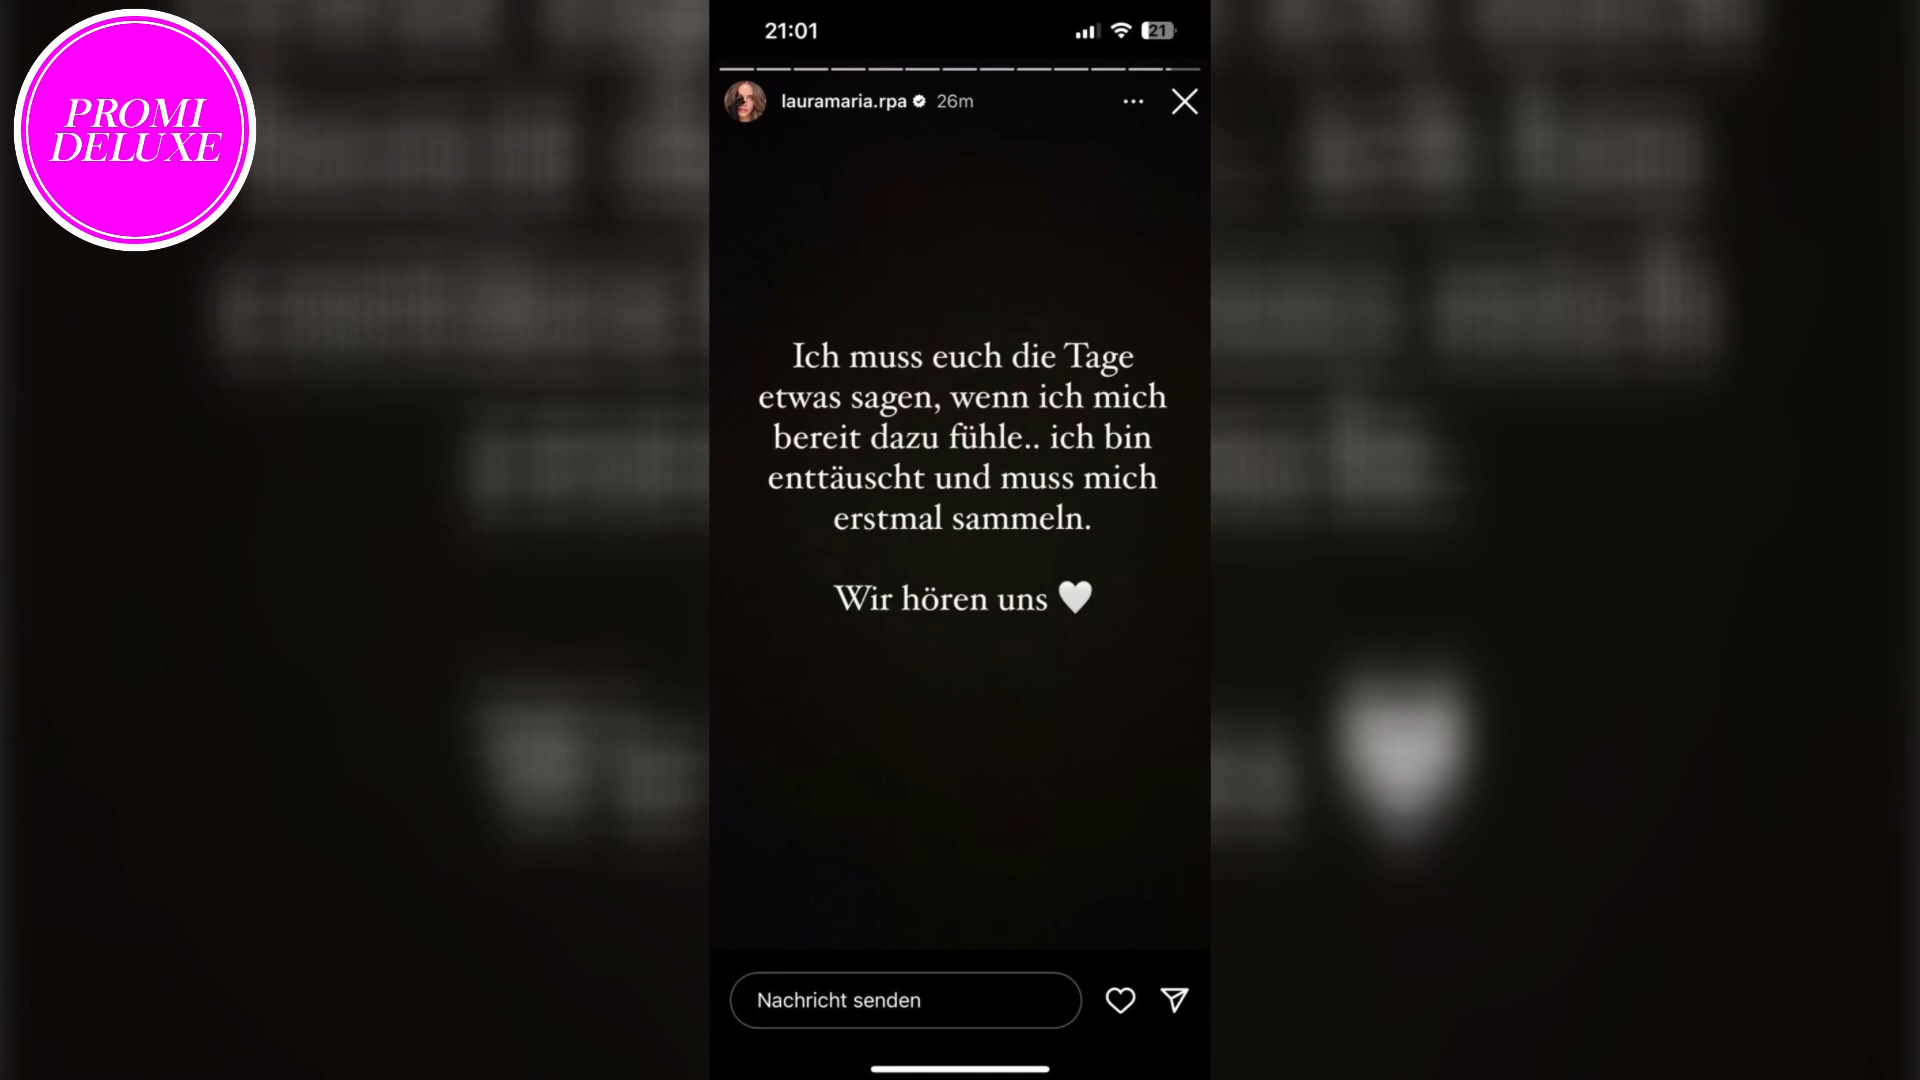 PROMI
DELUXE
21:01
21
lauramaria.rpa 26m
Ich muss euch die Tage
etwas sagen, wenn ich mich
bereit dazu fühle.. ich bin
enttäuscht und muss mich
erstmal sammeln.
Wir hören uns 🤍
Nachricht senden